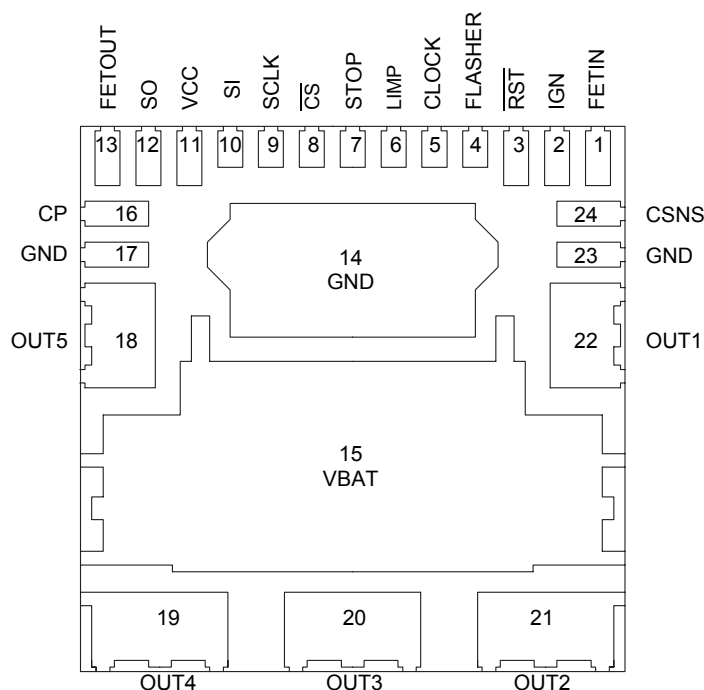 FETOUT SO VCC SI SCLK C̅S̅ STOP LIMP CLOCK FLASHER R̅S̅T̅ IGN FETIN
13 12 11 10 9 8 7 6 5 4 3 2 1
CP 16 24 CSNS
GND 17 23 GND
14
GND
OUT5 18 22 OUT1
15
VBAT
19 20 21
OUT4 OUT3 OUT2